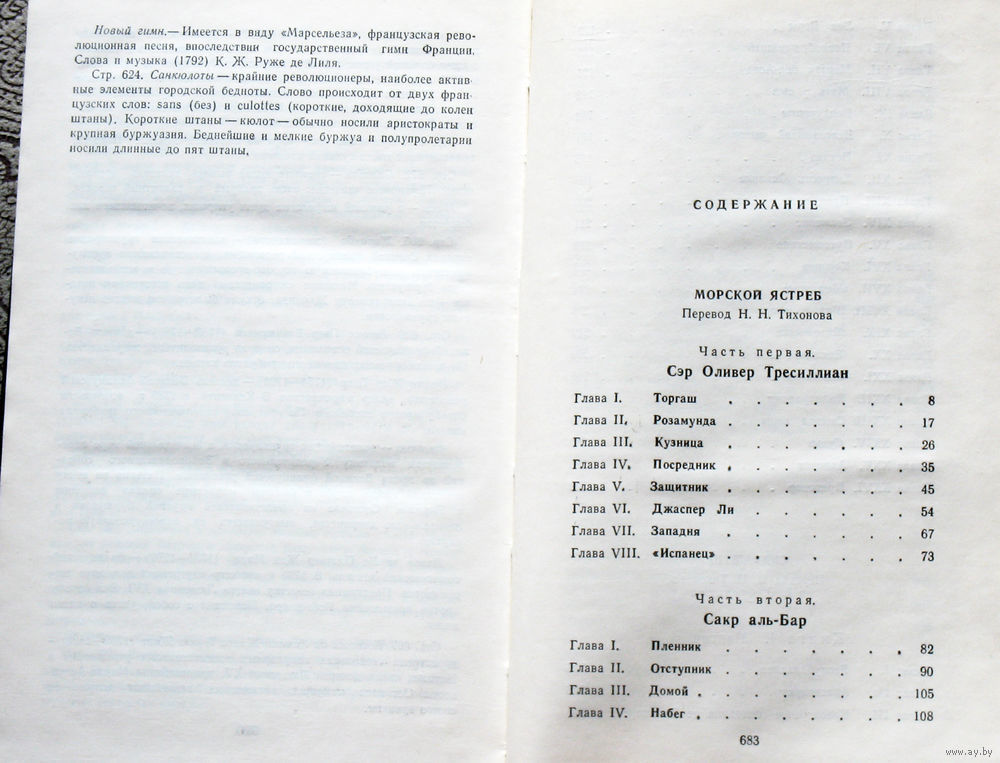 Новый гимн.— Имеется в виду «Марсельеза», французская рево-
люционная песня, впоследствии государственный гимн Франции.
Слова и музыка (1792) К. Ж. Руже де Лиля.
Стр. 624. Санкюлоты — крайние революционеры, наиболее актив-
ные элементы городской бедноты. Слово происходит от двух фран-
цузских слов: sans (без) и culottes (короткие, доходящие до колен
штаны). Короткие штаны — кюлот — обычно носили аристократы и
крупная буржуазия. Беднейшие и мелкие буржуа и полупролетарии
носили длинные до пят штаны.
СОДЕРЖАНИЕ
МОРСКОЙ ЯСТРЕБ
Перевод Н. Н. Тихонова
Часть первая.
Сэр Оливер Тресиллиан
Глава I. Торгаш . . . . . . . . 8
Глава II. Розамунда . . . . . . . . 17
Глава III. Кузница . . . . . . . . 26
Глава IV. Посредник . . . . . . . . 35
Глава V. Защитник . . . . . . . . 45
Глава VI. Джаспер Ли . . . . . . . 54
Глава VII. Западня . . . . . . . . 67
Глава VIII. «Испанец» . . . . . . . . 73
Часть вторая.
Сакр аль-Бар
Глава I. Пленник . . . . . . . . 82
Глава II. Отступник . . . . . . . . 90
Глава III. Домой . . . . . . . . . 105
Глава IV. Набег . . . . . . . . . 108
683
www.ay.by